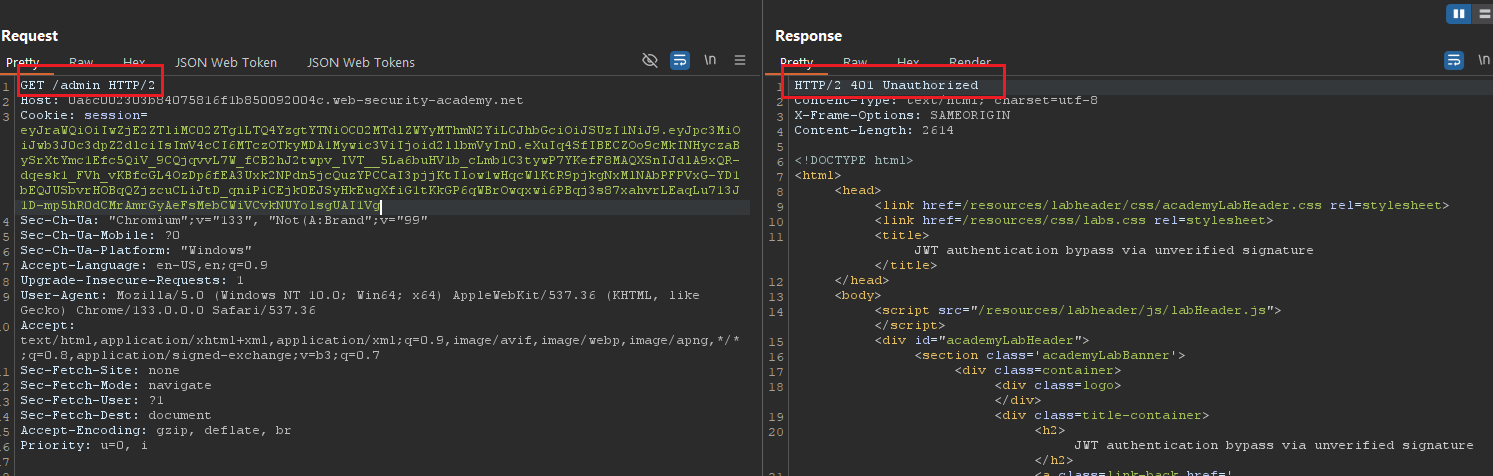 Request
Pretty Raw Hex JSON Web Token JSON Web Tokens \n
1 GET /admin HTTP/2
2 Host: 0a6c002303b84075816f1b850092004c.web-security-academy.net
3 Cookie: session=
4 Sec-Ch-Ua: "Chromium";v="133", "Not(A:Brand";v="99"
5 Sec-Ch-Ua-Mobile: ?0
6 Sec-Ch-Ua-Platform: "Windows"
7 Accept-Language: en-US,en;q=0.9
8 Upgrade-Insecure-Requests: 1
9 User-Agent: Mozilla/5.0 (Windows NT 10.0; Win64; x64) AppleWebKit/537.36 (KHTML, like
Gecko) Chrome/133.0.0.0 Safari/537.36
10 Accept:
text/html,application/xhtml+xml,application/xml;q=0.9,image/avif,image/webp,image/apng,*/*
;q=0.8,application/signed-exchange;v=b3;q=0.7
11 Sec-Fetch-Site: none
12 Sec-Fetch-Mode: navigate
13 Sec-Fetch-User: ?1
14 Sec-Fetch-Dest: document
15 Accept-Encoding: gzip, deflate, br
16 Priority: u=0, i
17
Response
Pretty Raw Hex Render \n
1 HTTP/2 401 Unauthorized
2 Content-Type: text/html; charset=utf-8
3 X-Frame-Options: SAMEORIGIN
4 Content-Length: 2614
5
6 <!DOCTYPE html>
7 <html>
8 <head>
9 <link href=/resources/labheader/css/academyLabHeader.css rel=stylesheet>
10 <link href=/resources/css/labs.css rel=stylesheet>
11 <title>
JWT authentication bypass via unverified signature
</title>
12 </head>
13 <body>
14 <script src="/resources/labheader/js/labHeader.js">
</script>
15 <div id="academyLabHeader">
16 <section class='academyLabBanner'>
17 <div class=container>
18 <div class=logo>
</div>
19 <div class=title-container>
20 <h2>
JWT authentication bypass via unverified signature
</h2>
21 <a class=link-back href='